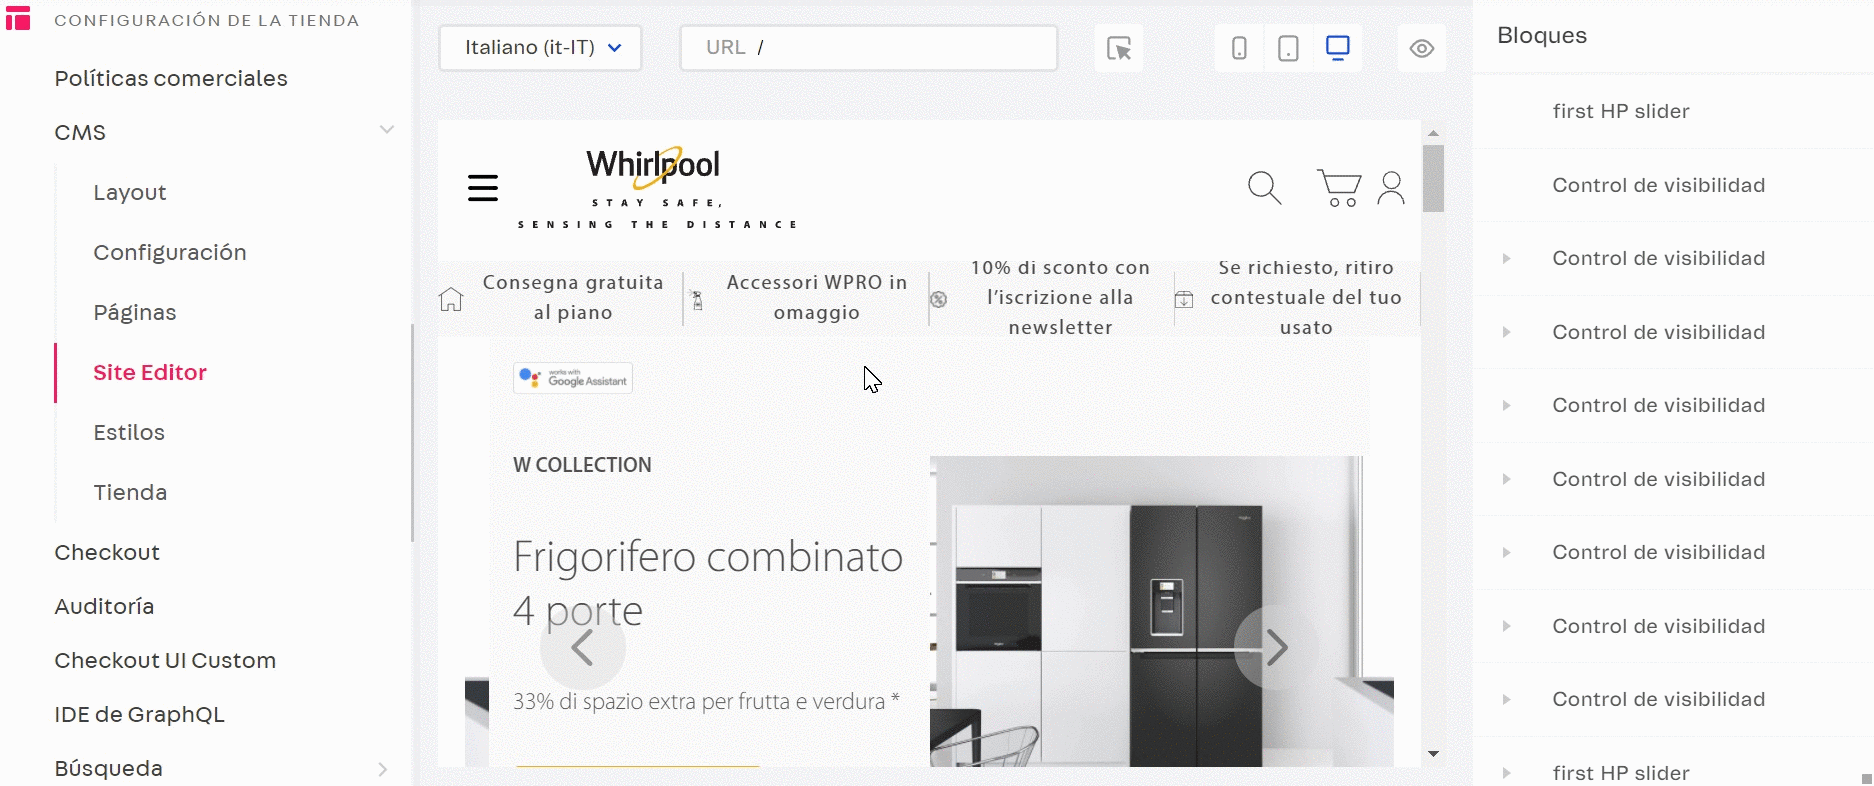 CONFIGURACIÓN DE LA TIENDA
Políticas comerciales
CMS
Layout
Configuración
Páginas
Site Editor
Estilos
Tienda
Checkout
Auditoría
Checkout UI Custom
IDE de GraphQL
Búsqueda
Italiano (it-IT)
URL /
Whirlpool
STAY SAFE,
SENSING THE DISTANCE
Consegna gratuita
al piano
Accessori WPRO in
omaggio
10% di sconto con
l’iscrizione alla
newsletter
Se richiesto, ritiro
contestuale del tuo
usato
works with
Google Assistant
W COLLECTION
Frigorifero combinato
4 porte
33% di spazio extra per frutta e verdura *
Bloques
first HP slider
Control de visibilidad
Control de visibilidad
Control de visibilidad
Control de visibilidad
Control de visibilidad
Control de visibilidad
Control de visibilidad
Control de visibilidad
first HP slider